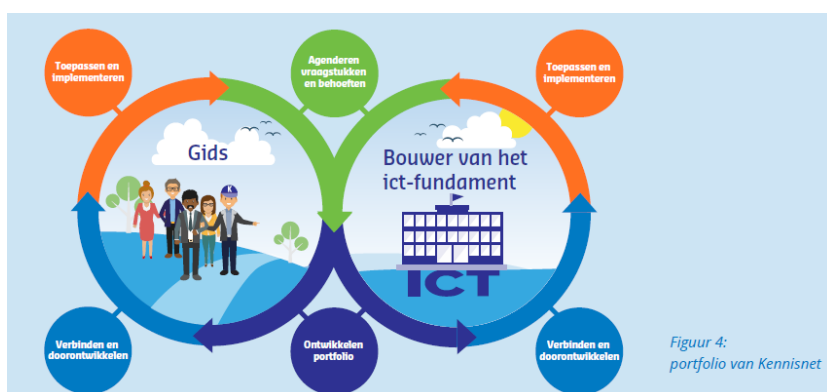 Toepassen en
implementeren
Agenderen
vraagstukken
en behoeften
Toepassen en
implementeren
Gids
Bouwer van het
ict-fundament
K
ICT
Verbinden en
doorontwikkelen
Ontwikkelen
portfolio
Verbinden en
doorontwikkelen
Figuur 4:
portfolio van Kennisnet